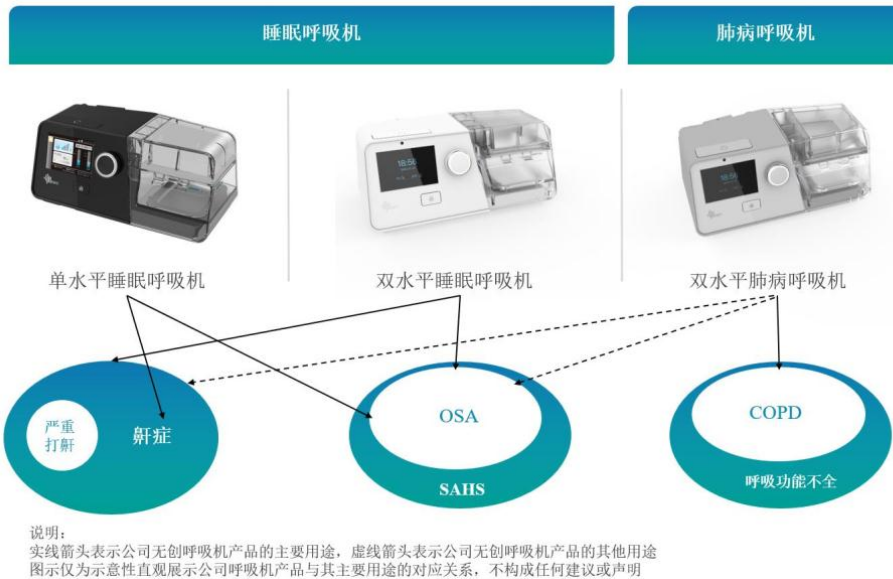 睡眠呼吸机
肺病呼吸机
18:50
18:50
单水平睡眠呼吸机
双水平睡眠呼吸机
双水平肺病呼吸机
严重
打鼾
鼾症
OSA
SAHS
COPD
呼吸功能不全
说明：
实线箭头表示公司无创呼吸机产品的主要用途，虚线箭头表示公司无创呼吸机产品的其他用途
图示仅为示意性直观展示公司呼吸机产品与其主要用途的对应关系，不构成任何建议或声明